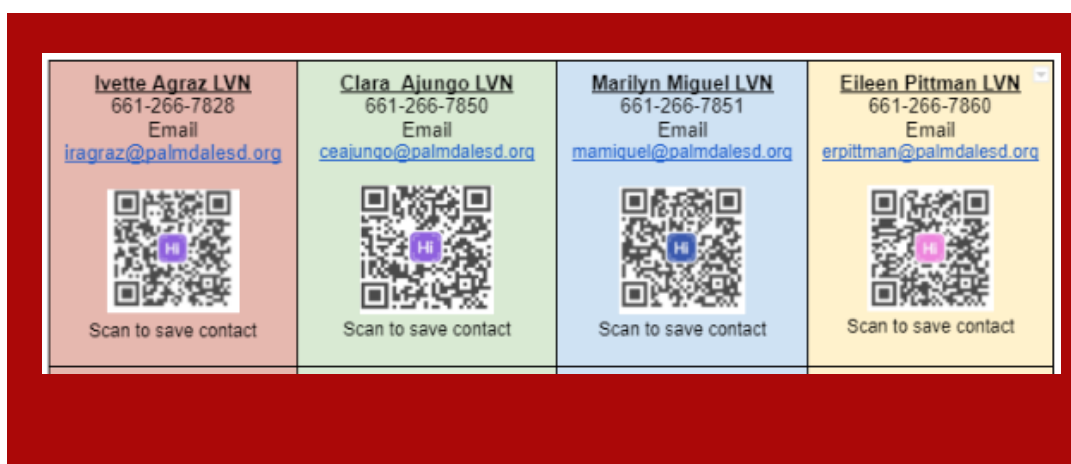 Ivette Agraz LVN
661-266-7828
Email
iragraz@palmdalesd.org
Hi
Scan to save contact
Clara Ajungo LVN
661-266-7850
Email
ceajungo@palmdalesd.org
Hi
Scan to save contact
Marilyn Miguel LVN
661-266-7851
Email
mamiguel@palmdalesd.org
Hi
Scan to save contact
Eileen Pittman LVN
661-266-7860
Email
erpittman@palmdalesd.org
Hi
Scan to save contact